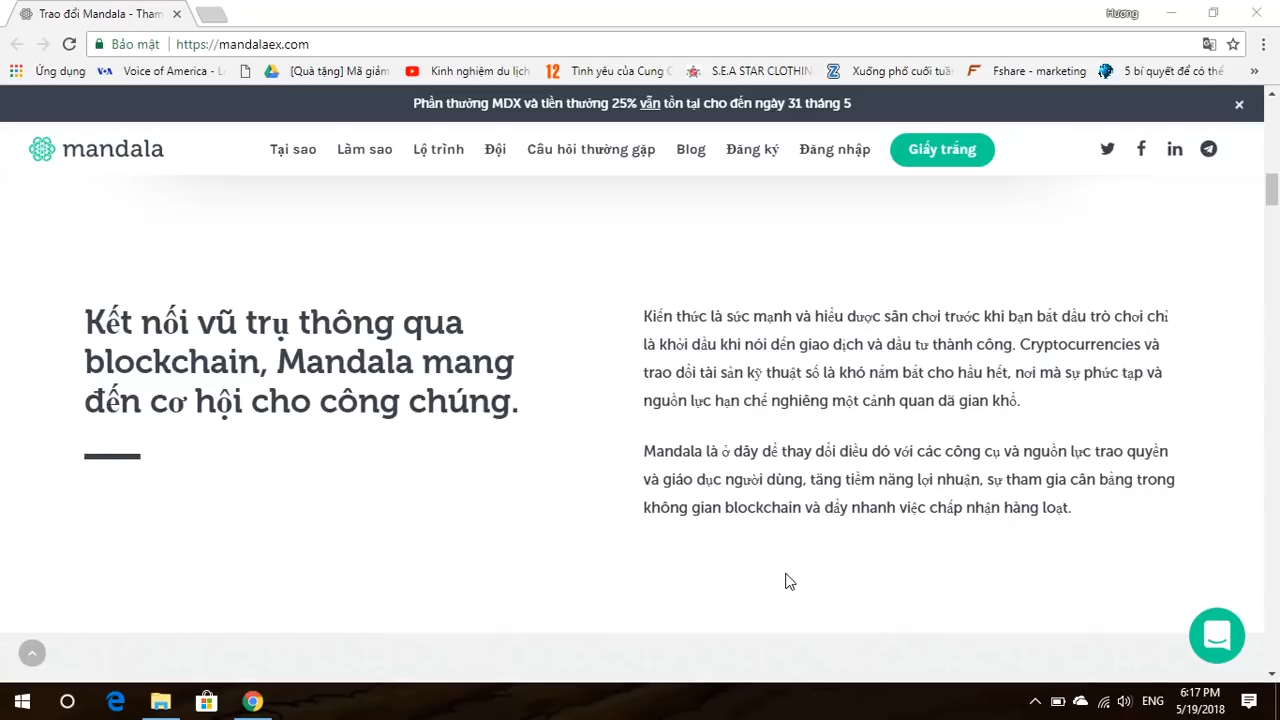 Trao đổi Mandala - Tham
Hương
Bảo mật
https://mandalaex.com
Ứng dụng
Voice of America - L
[Quà tặng] Mã giảm
Kinh nghiệm du lịch
12
Tình yêu của Cung
S.E.A STAR CLOTHIN
Xuống phố cuối tuần
Fshare - marketing
5 bí quyết để có thể
»
Phần thưởng MDX và tiền thưởng 25% vẫn tồn tại cho đến ngày 31 tháng 5
mandala
Tại sao
Làm sao
Lộ trình
Đội
Câu hỏi thường gặp
Blog
Đăng ký
Đăng nhập
Giấy trắng
Kết nối vũ trụ thông qua
blockchain, Mandala mang
đến cơ hội cho công chúng.
Kiến thức là sức mạnh và hiểu được sân chơi trước khi bạn bắt đầu trò chơi chỉ
là khởi đầu khi nói đến giao dịch và đầu tư thành công. Cryptocurrencies và
trao đổi tài sản kỹ thuật số là khó nắm bắt cho hầu hết, nơi mà sự phức tạp và
nguồn lực hạn chế nghiêng một cảnh quan đã gian khổ.
Mandala là ở đây để thay đổi điều đó với các công cụ và nguồn lực trao quyền
và giáo dục người dùng, tăng tiềm năng lợi nhuận, sự tham gia cân bằng trong
không gian blockchain và đẩy nhanh việc chấp nhận hàng loạt.
ENG
6:17 PM
5/19/2018